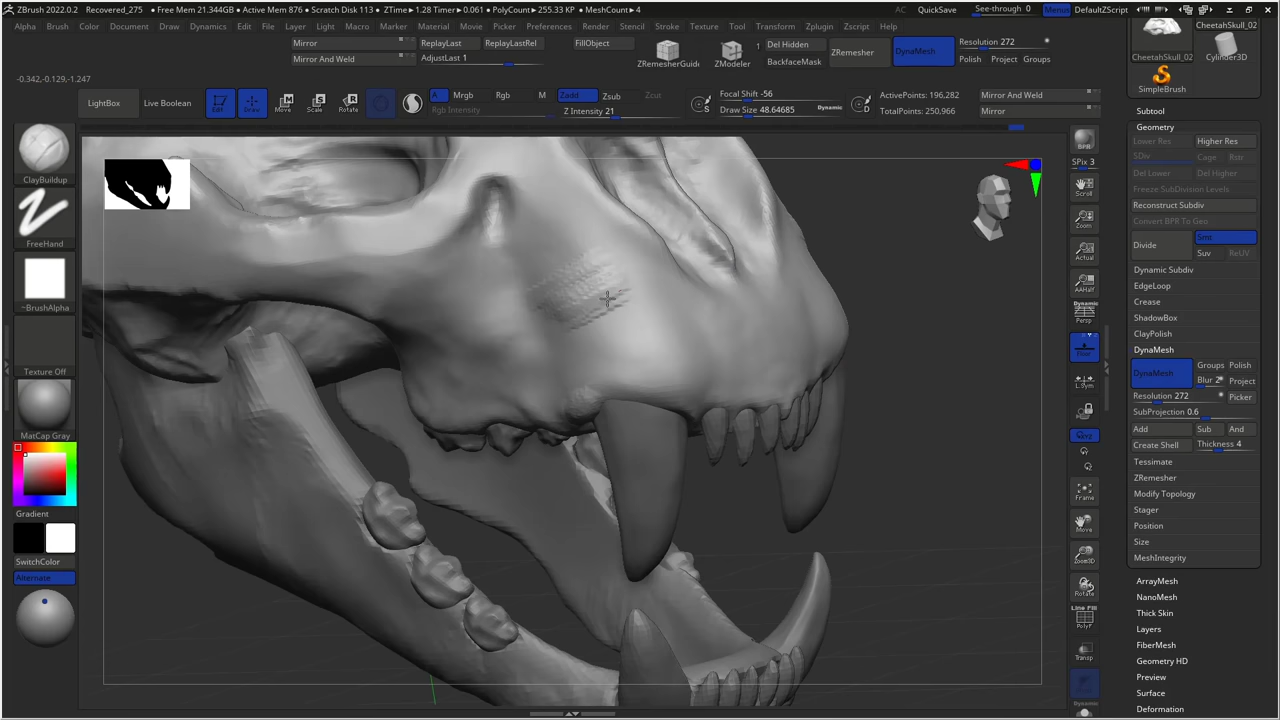 ZBrush 2022.0.2 Recovered_275 • Free Mem 21.344GB • Active Mem 876 • Scratch Disk 113 • ZTime▸1.28 Timer▸0.061 • PolyCount▸255.33 KP • MeshCount▸4 AC QuickSave See-through 0 Menus DefaultZScript
Alpha Brush Color Document Draw Dynamics Edit File Layer Light Macro Marker Material Movie Picker Preferences Render Stencil Stroke Texture Tool Transform Zplugin Zscript Help
Mirror ReplayLast ReplayLastRel FillObject
Mirror And Weld AdjustLast 1
ZRemesherGuide ZModeler 1 Del Hidden BackfaceMask ZRemesher DynaMesh Resolution 272
Polish Project Groups
-0.342,-0.129,-1.247
LightBox Live Boolean Edit Draw Move Scale Rotate
A Mrgb Rgb M Zadd Zsub Zcut
Rgb Intensity Z Intensity 21
S Focal Shift -56
Draw Size 48.64685 Dynamic
D ActivePoints: 196,282
TotalPoints: 250,966
Mirror And Weld
Mirror
ClayBuildup
FreeHand
~BrushAlpha
Texture Off
MatCap Gray
Gradient
SwitchColor
Alternate
BPR
SPix 3
Scroll
Zoom
Actual
AAHalf
Dynamic
Persp
Floor
L.Sym
Frame
Move
Zoom3D
Rotate
Line Fill
PolyF
Transp
Dynamic
CheetahSkull_02
CheetahSkull_02 Cylinder3D
SimpleBrush
Subtool
Geometry
Lower Res Higher Res
SDiv Cage Rstr
Del Lower Del Higher
Freeze SubDivision Levels
Reconstruct Subdiv
Convert BPR To Geo
Divide Smt
Suv ReUV
Dynamic Subdiv
EdgeLoop
Crease
ShadowBox
ClayPolish
DynaMesh
DynaMesh Groups Polish
Blur 2 Project
Resolution 272 Picker
SubProjection 0.6
Add Sub And
Create Shell Thickness 4
Tessimate
ZRemesher
Modify Topology
Stager
Position
Size
MeshIntegrity
ArrayMesh
NanoMesh
Thick Skin
Layers
FiberMesh
Geometry HD
Preview
Surface
Deformation